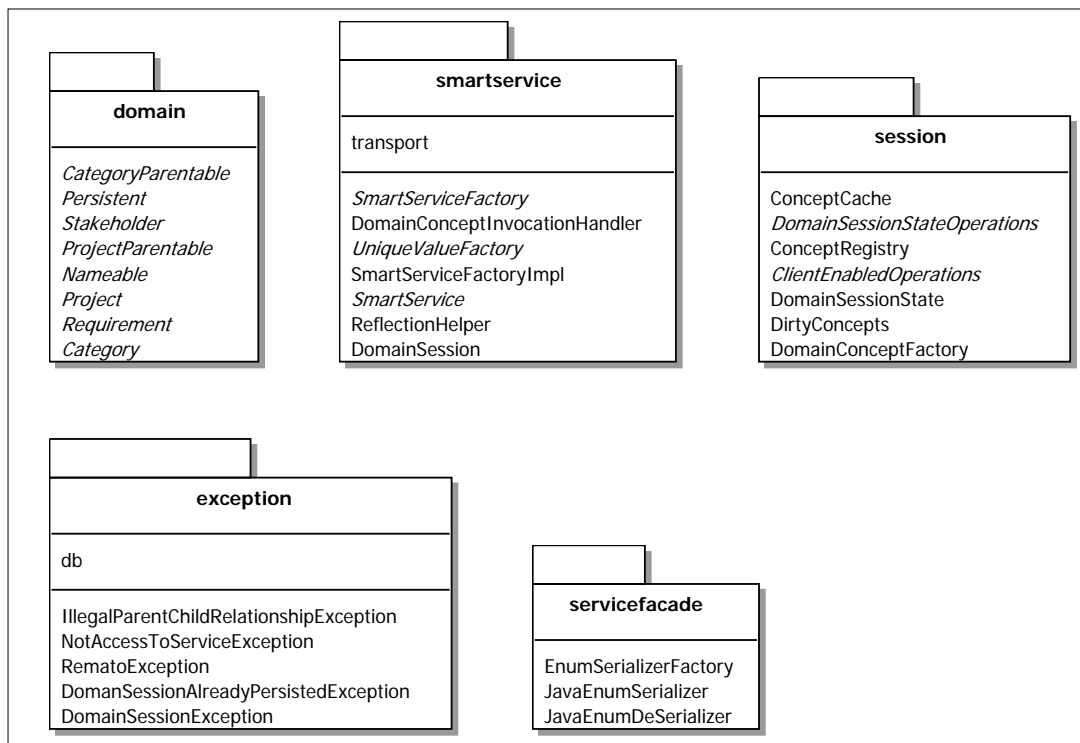 domain
CategoryParentable
Persistent
Stakeholder
ProjectParentable
Nameable
Project
Requirement
Category
smartservice
transport
SmartServiceFactory
DomainConceptInvocationHandler
UniqueValueFactory
SmartServiceFactoryImpl
SmartService
ReflectionHelper
DomainSession
session
ConceptCache
DomainSessionStateOperations
ConceptRegistry
ClientEnabledOperations
DomainSessionState
DirtyConcepts
DomainConceptFactory
exception
db
IllegalParentChildRelationshipException
NotAccessToServiceException
RematoException
DomanSessionAlreadyPersistedException
DomainSessionException
servicefacade
EnumSerializerFactory
JavaEnumSerializer
JavaEnumDeSerializer